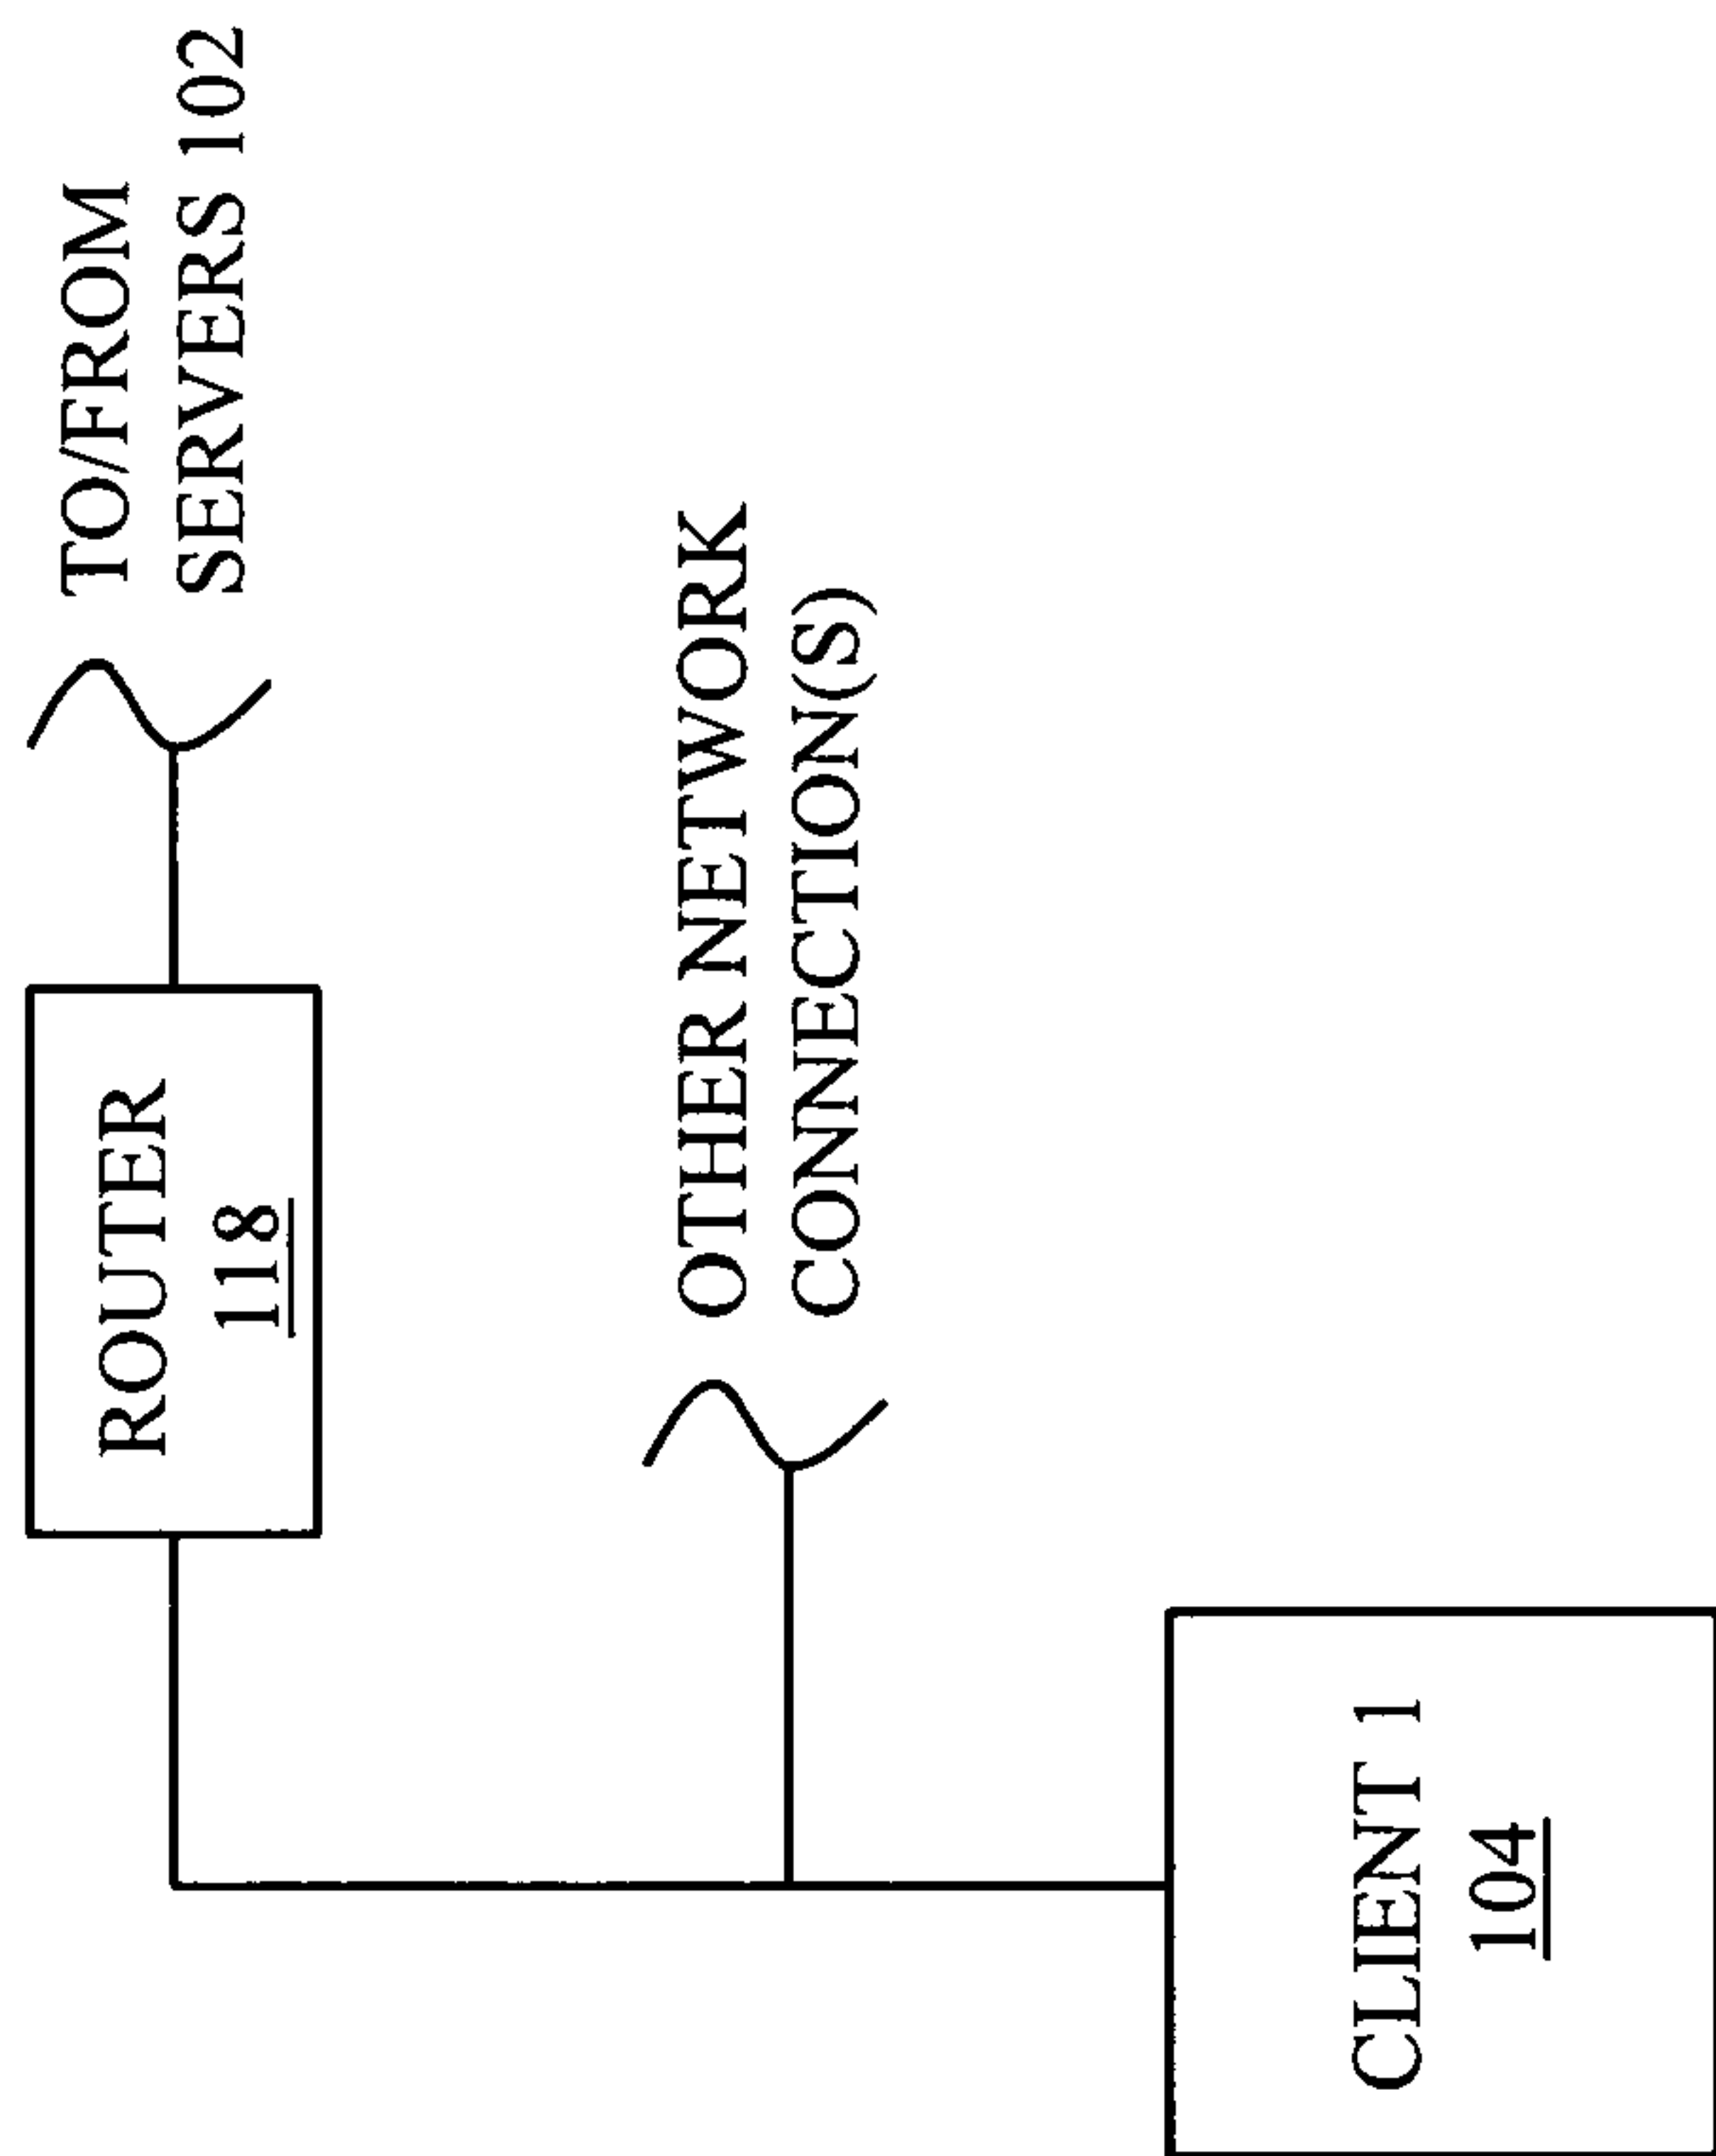 TO/FROM
SERVERS 102
ROUTER
118
OTHER NETWORK
CONNECTION(S)
CLIENT 1
104